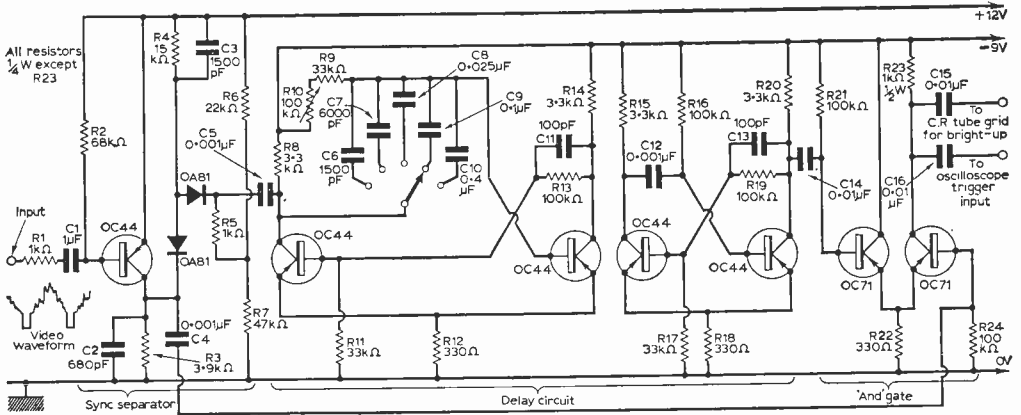 +12V
-9V
All resistors
¼ W except
R23
R4
15
kΩ
C3
1500
pF
R6
22kΩ
R2
68kΩ
C5
0·001µF
R9
33kΩ
R10
100
kΩ
C7
6000
pF
C8
0·025µF
C9
0·1µF
R8
3·3
kΩ
C6
1500
pF
C10
0·4
µF
R14
3·3kΩ
100pF
C11
R13
100kΩ
R15
3·3kΩ
R16
100kΩ
C12
0·001µF
R20
3·3kΩ
100pF
C13
R19
100kΩ
R21
100kΩ
C14
0·01µF
R23
1kΩ
½W
C15
0·01µF
To
C.R tube grid
for bright-up
C16
0·01
µF
To
oscilloscope
trigger
input
Input
R1
1kΩ
C1
1µF
OC44
OA81
OA81
R5
1kΩ
OC44
OC44
OC44
OC44
OC71
OC71
Video
waveform
C2
680pF
R3
3·9kΩ
0·001µF
C4
R7
47kΩ
R11
33kΩ
R12
330Ω
R17
33kΩ
R18
330Ω
R22
330Ω
R24
100
kΩ
0V
Sync separator
Delay circuit
'And' gate